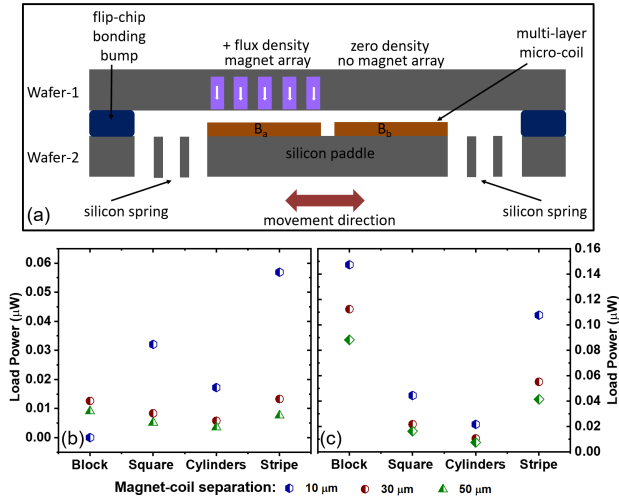 flip-chip
bonding
bump
+ flux density
magnet array
zero density
no magnet array
multi-layer
micro-coil
Wafer-1
Wafer-2
Ba
Bb
silicon paddle
silicon spring
silicon spring
movement direction
(a)
Load Power (µW)
0.06
0.05
0.04
0.03
0.02
0.01
0.00
(b)
Block
Square
Cylinders
Stripe
(c)
Block
Square
Cylinders
Stripe
0.16
0.14
0.12
0.10
0.08
0.06
0.04
0.02
0.00
Load Power (µW)
Magnet-coil separation: 10 µm 30 µm 50 µm